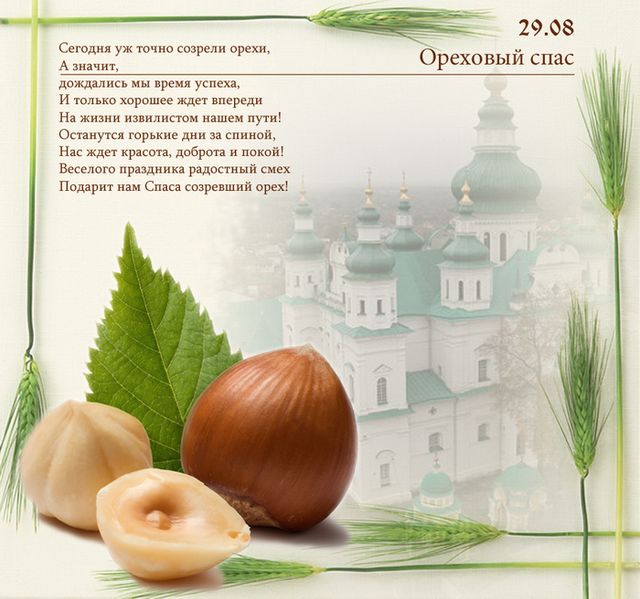 29.08
Ореховый спас
Сегодня уж точно созрели орехи,
А значит,
дождались мы время успеха,
И только хорошее ждет впереди
На жизни извилистом нашем пути!
Останутся горькие дни за спиной,
Нас ждет красота, доброта и покой!
Веселого праздника радостный смех
Подарит нам Спаса созревший орех!